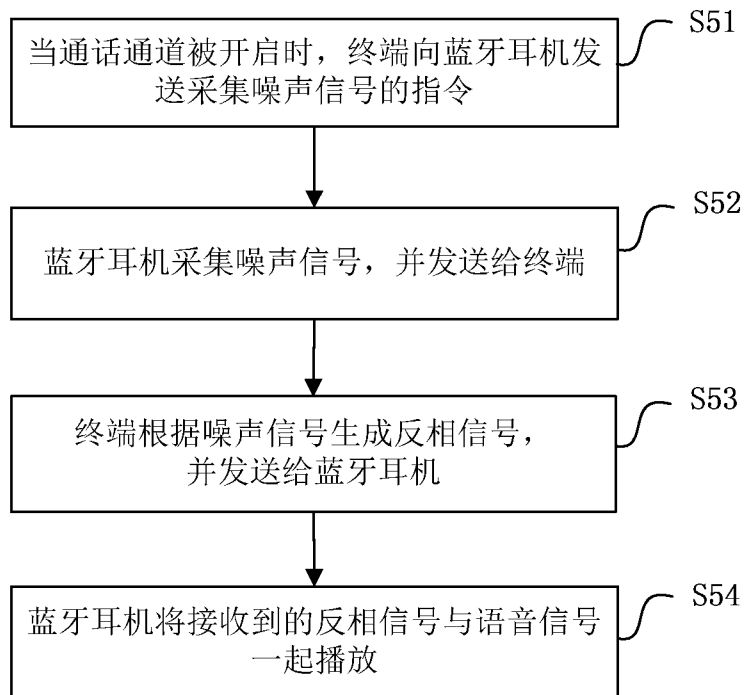 S51
当通话通道被开启时，终端向蓝牙耳机发
送采集噪声信号的指令
S52
蓝牙耳机采集噪声信号，并发送给终端
S53
终端根据噪声信号生成反相信号，
并发送给蓝牙耳机
S54
蓝牙耳机将接收到的反相信号与语音信号
一起播放